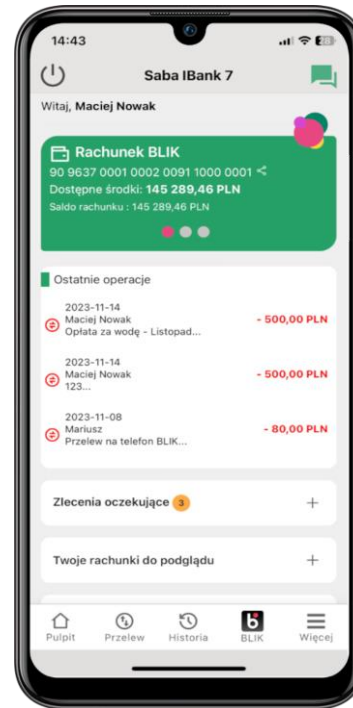 14:43
Saba IBank 7
Witaj, Maciej Nowak
Rachunek BLIK
90 9637 0001 0002 0091 1000
0001
Dostępne środki: 145 289,46 PLN
Saldo rachunku : 145 289,46 PLN
Ostatnie operacje
2023-11-14
Maciej Nowak - 500,00 PLN
Opłata za wodę - Listopad...
2023-11-14
Maciej Nowak - 500,00 PLN
123...
2023-11-08
Mariusz - 80,00 PLN
Przelew na telefon BLIK...
Zlecenia oczekujące 3
Twoje rachunki do podglądu
Pulpit Przelew Historia BLIK Więcej